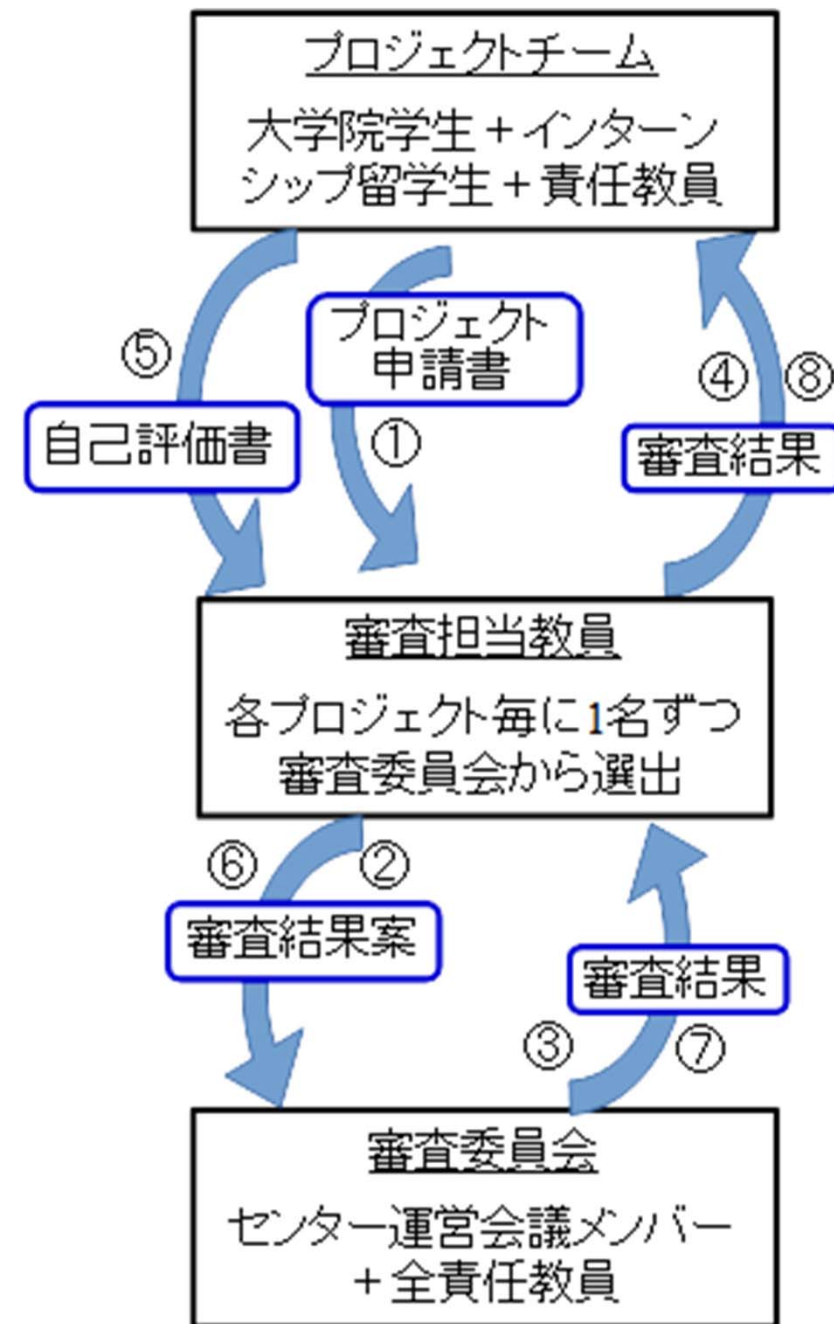 プロジェクトチーム
大学院学生+インターン
シップ留学生+責任教員
プロジェクト
申請書
①
⑤
自己評価書
④ ⑧
審査結果
審査担当教員
各プロジェクト毎に1名ずつ
審査委員会から選出
⑥ ②
審査結果案
審査結果
③ ⑦
審査委員会
センター運営会議メンバー
+全責任教員